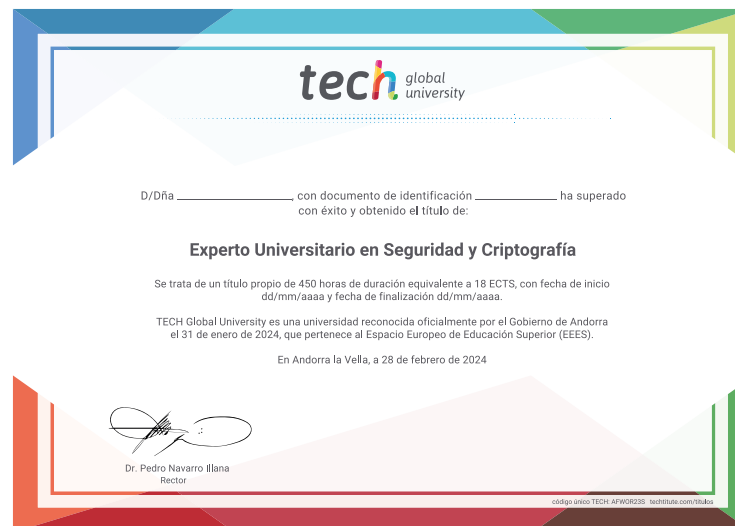 tech global university
D/Dña ____________, con documento de identificación ____________ ha superado
con éxito y obtenido el título de:
Experto Universitario en Seguridad y Criptografía
Se trata de un título propio de 450 horas de duración equivalente a 18 ECTS, con fecha de inicio
dd/mm/aaaa y fecha de finalización dd/mm/aaaa.
TECH Global University es una universidad reconocida oficialmente por el Gobierno de Andorra
el 31 de enero de 2024, que pertenece al Espacio Europeo de Educación Superior (EEES).
En Andorra la Vella, a 28 de febrero de 2024
Dr. Pedro Navarro Illana
Rector
código único TECH: AFWOR23S techtitute.com/titulos